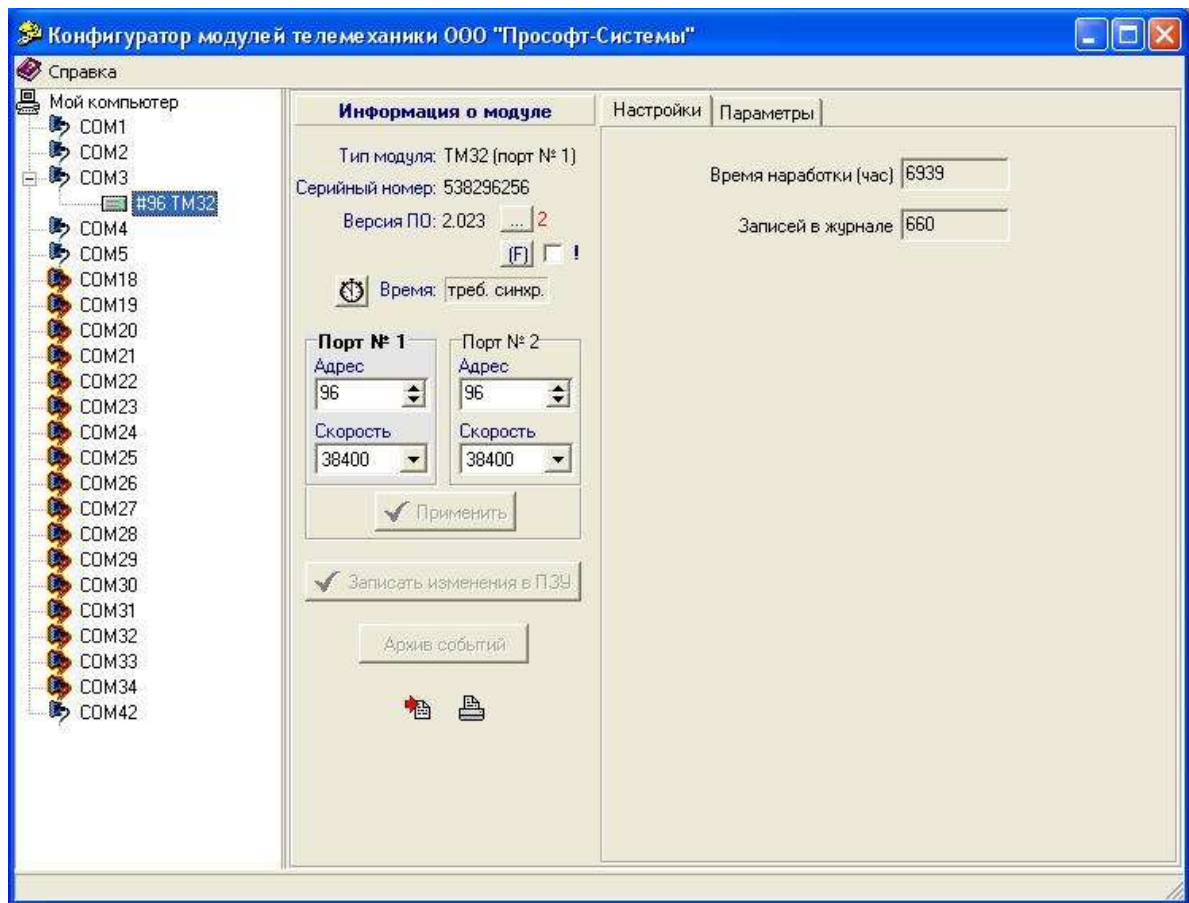 Конфигуратор модулей телемеханики ООО "Прософт-Системы"
Справка
Мой компьютер
COM1
COM2
COM3
#96 TM32
COM4
COM5
COM18
COM19
COM20
COM21
COM22
COM23
COM24
COM25
COM26
COM27
COM28
COM29
COM30
COM31
COM32
COM33
COM34
COM42
Информация о модуле
Тип модуля: TM32 (порт № 1)
Серийный номер: 538296256
Версия ПО: 2.023 ... 2
(F) !
Время: треб. синхр.
Порт № 1 Порт № 2
Адрес Адрес
96 96
Скорость Скорость
38400 38400
Применить
Записать изменения в ПЗУ
Архив событий
Настройки Параметры
Время наработки (час) 6939
Записей в журнале 660